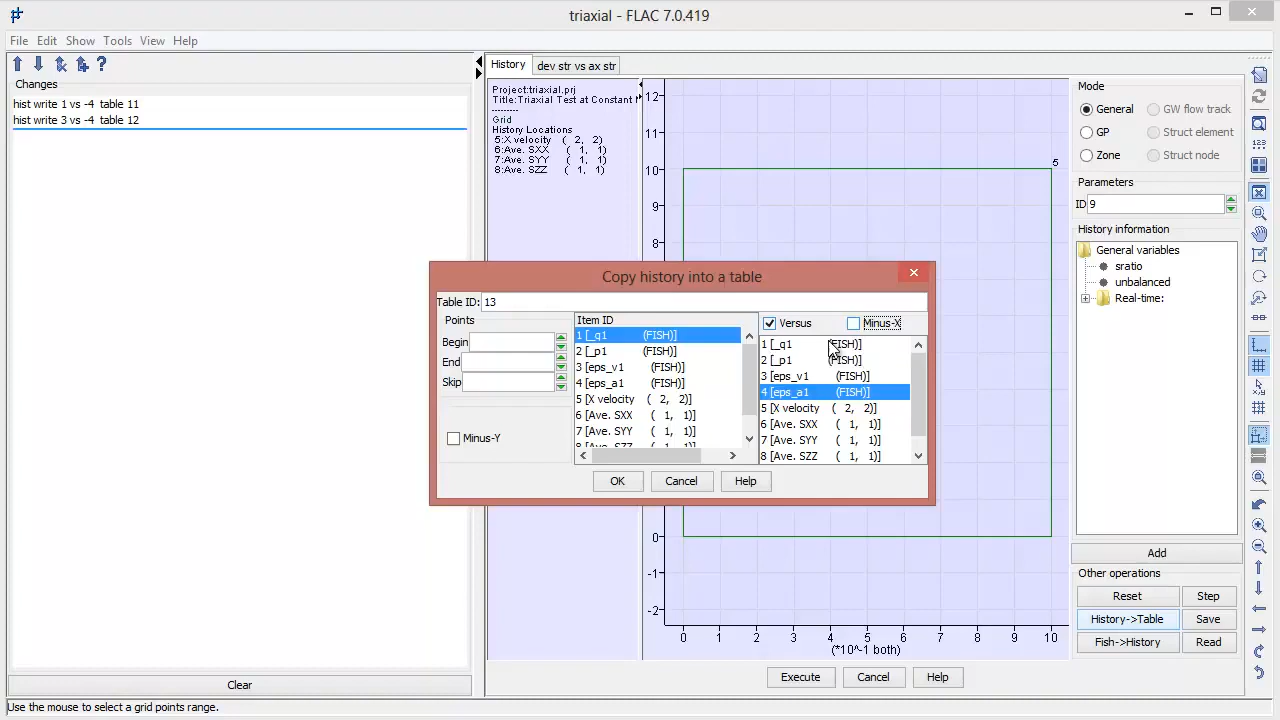 triaxial - FLAC 7.0.419
File Edit Show Tools View Help
Changes
hist write 1 vs -4 table 11
hist write 3 vs -4 table 12
Clear
Use the mouse to select a grid points range.
History
dev str vs ax str
Project:triaxial.prj
Title:Triaxial Test at Constant
Grid
History Locations
5:X velocity ( 2, 2)
6:Ave. SXX ( 1, 1)
7:Ave. SYY ( 1, 1)
8:Ave. SZZ ( 1, 1)
12
11
10
9
8
0
-1
-2
5
0 1 2 3 4 5 6 7 8 9 10
(*10^-1 both)
Copy history into a table
Table ID: 13
Points
Begin
End
Skip
Minus-Y
Item ID
1 [_q1 (FISH)]
2 [_p1 (FISH)]
3 [eps_v1 (FISH)]
4 [eps_a1 (FISH)]
5 [X velocity ( 2, 2)]
6 [Ave. SXX ( 1, 1)]
7 [Ave. SYY ( 1, 1)]
8 [Ave. SZZ ( 1, 1)]
Versus
Minus-X
1 [_q1 (FISH)]
2 [_p1 (FISH)]
3 [eps_v1 (FISH)]
4 [eps_a1 (FISH)]
5 [X velocity ( 2, 2)]
6 [Ave. SXX ( 1, 1)]
7 [Ave. SYY ( 1, 1)]
8 [Ave. SZZ ( 1, 1)]
OK Cancel Help
Execute Cancel Help
Mode
General GW flow track
GP Struct element
Zone Struct node
Parameters
ID 9
History information
General variables
sratio
unbalanced
Real-time:
Add
Other operations
Reset Step
History->Table Save
Fish->History Read
123